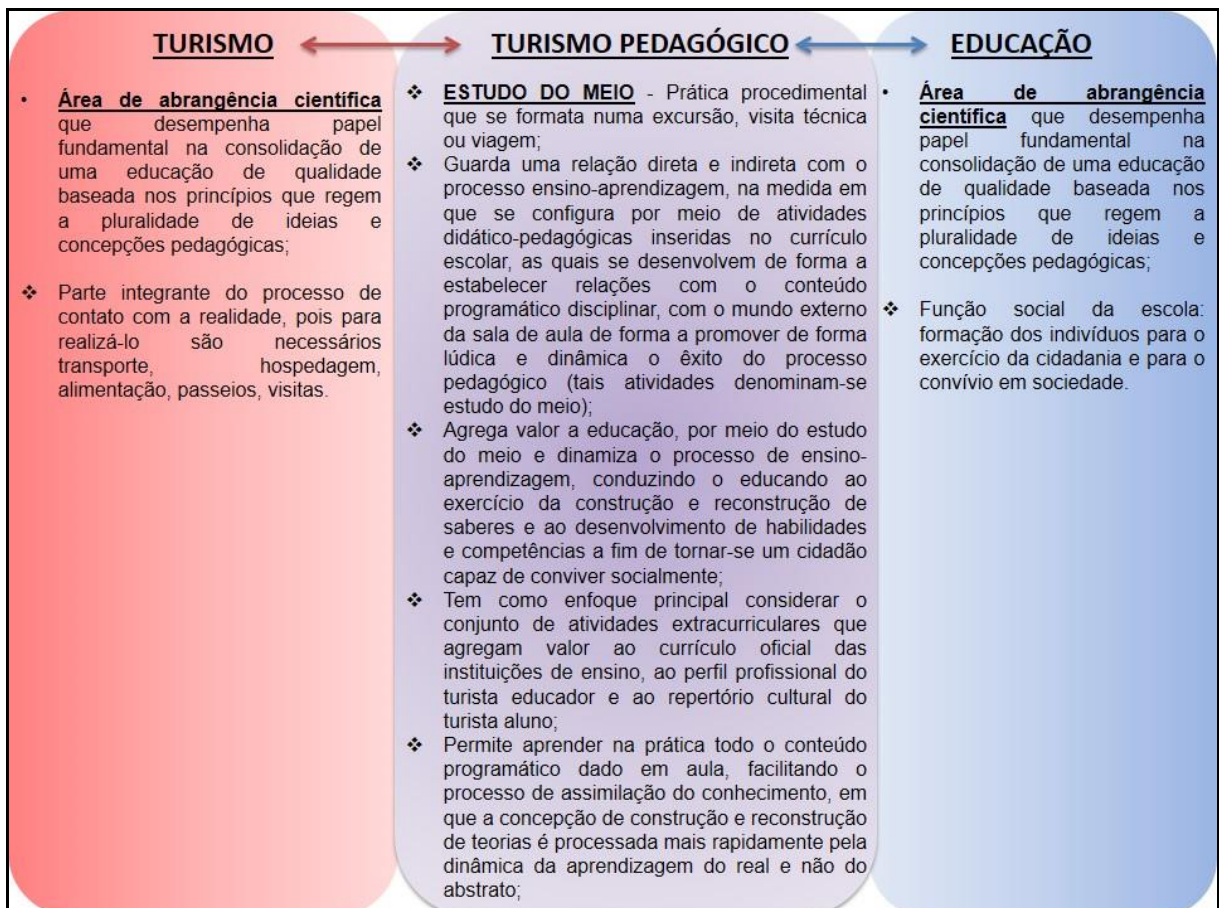 TURISMO
• Área de abrangência científica
que desempenha papel
fundamental na consolidação de
uma educação de qualidade
baseada nos princípios que regem
a pluralidade de ideias e
concepções pedagógicas;
❖ Parte integrante do processo de
contato com a realidade, pois para
realizá-lo são necessários
transporte, hospedagem,
alimentação, passeios, visitas.
TURISMO PEDAGÓGICO
❖ ESTUDO DO MEIO - Prática procedimental
que se formata numa excursão, visita técnica
ou viagem;
❖ Guarda uma relação direta e indireta com o
processo ensino-aprendizagem, na medida em
que se configura por meio de atividades
didático-pedagógicas inseridas no currículo
escolar, as quais se desenvolvem de forma a
estabelecer relações com o conteúdo
programático disciplinar, com o mundo externo
da sala de aula de forma a promover de forma
lúdica e dinâmica o êxito do processo
pedagógico (tais atividades denominam-se
estudo do meio);
❖ Agrega valor a educação, por meio do estudo
do meio e dinamiza o processo de ensino-
aprendizagem, conduzindo o educando ao
exercício da construção e reconstrução de
saberes e ao desenvolvimento de habilidades
e competências a fim de tornar-se um cidadão
capaz de conviver socialmente;
❖ Tem como enfoque principal considerar o
conjunto de atividades extracurriculares que
agregam valor ao currículo oficial das
instituições de ensino, ao perfil profissional do
turista educador e ao repertório cultural do
turista aluno;
❖ Permite aprender na prática todo o conteúdo
programático dado em aula, facilitando o
processo de assimilação do conhecimento, em
que a concepção de construção e reconstrução
de teorias é processada mais rapidamente pela
dinâmica da aprendizagem do real e não do
abstrato;
EDUCAÇÃO
• Área de abrangência
científica que desempenha
papel fundamental na
consolidação de uma educação
de qualidade baseada nos
princípios que regem a
pluralidade de ideias e
concepções pedagógicas;
❖ Função social da escola:
formação dos indivíduos para o
exercício da cidadania e para o
convívio em sociedade.